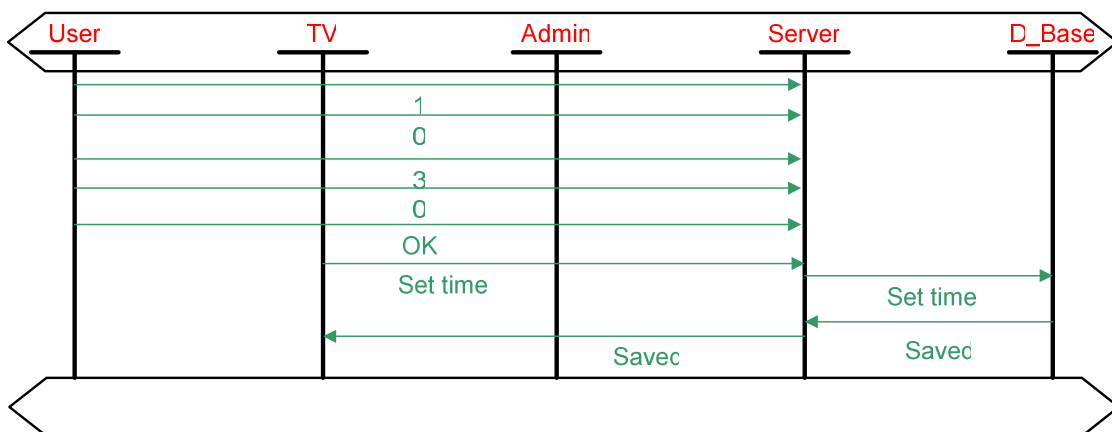 User TV Admin Server D_Base
1
0
3
0
OK
Set time
Set time
Saved
Saved